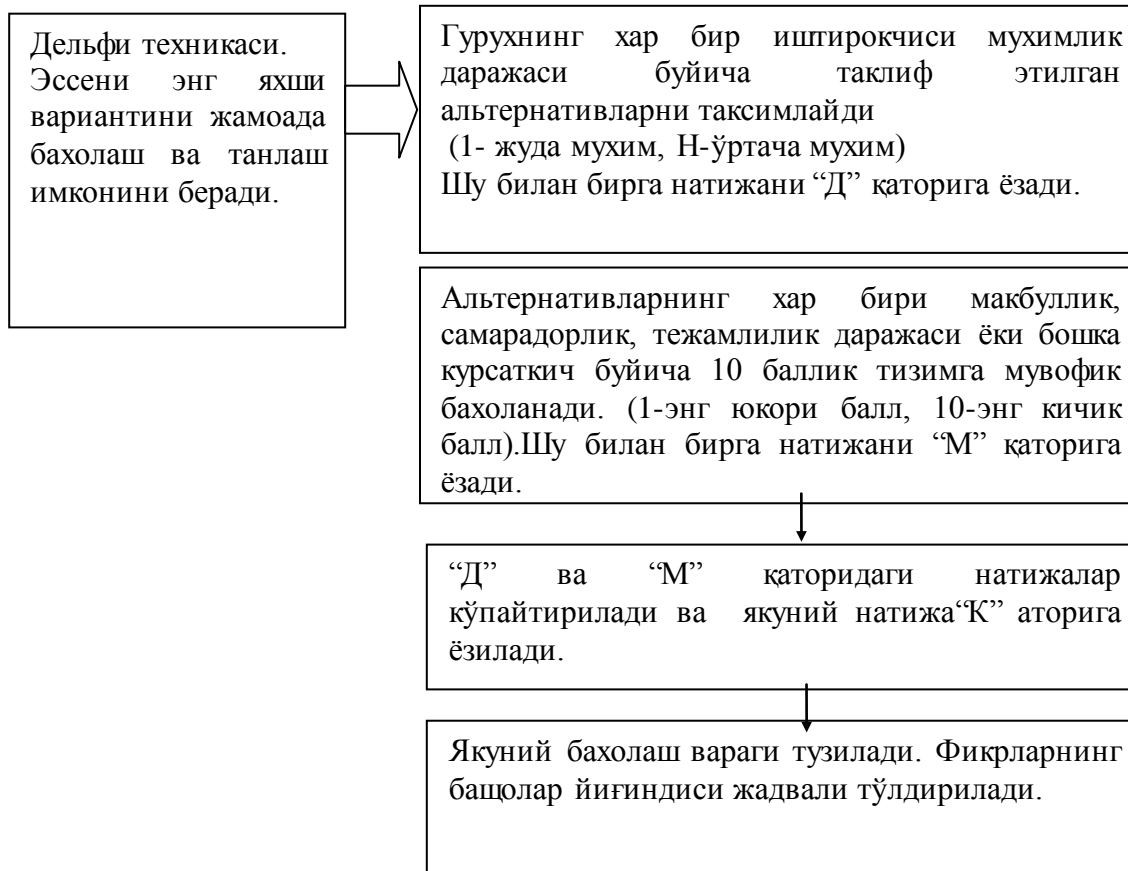 Дельфи техникаси.
Эссени энг яхши
вариантини жамоада
бахолаш ва танлаш
имконини беради.
Гурухнинг хар бир иштирокчиси мухимлик
даражаси буйича таклиф этилган
альтернативларни таксимлайди
(1- жуда мухим, Н-ўртача мухим)
Шу билан бирга натижани “Д” қаторига ёзади.
Альтернативларнинг хар бири макбуллик,
самарадорлик, тежамлилик даражаси ёки бошка
курсаткич буйича 10 баллик тизимга мувофик
бахоланади. (1-энг юкори балл, 10-энг кичик
балл).Шу билан бирга натижани “М” қаторига
ёзади.
“Д” ва “М” қаторидаги натижалар
кўпайтирилади ва якуний натижа“К” аторига
ёзилади.
Якуний бахолаш вараги тузилади. Фикрларнинг
бащолар йиғиндиси жадвали тўлдирилади.